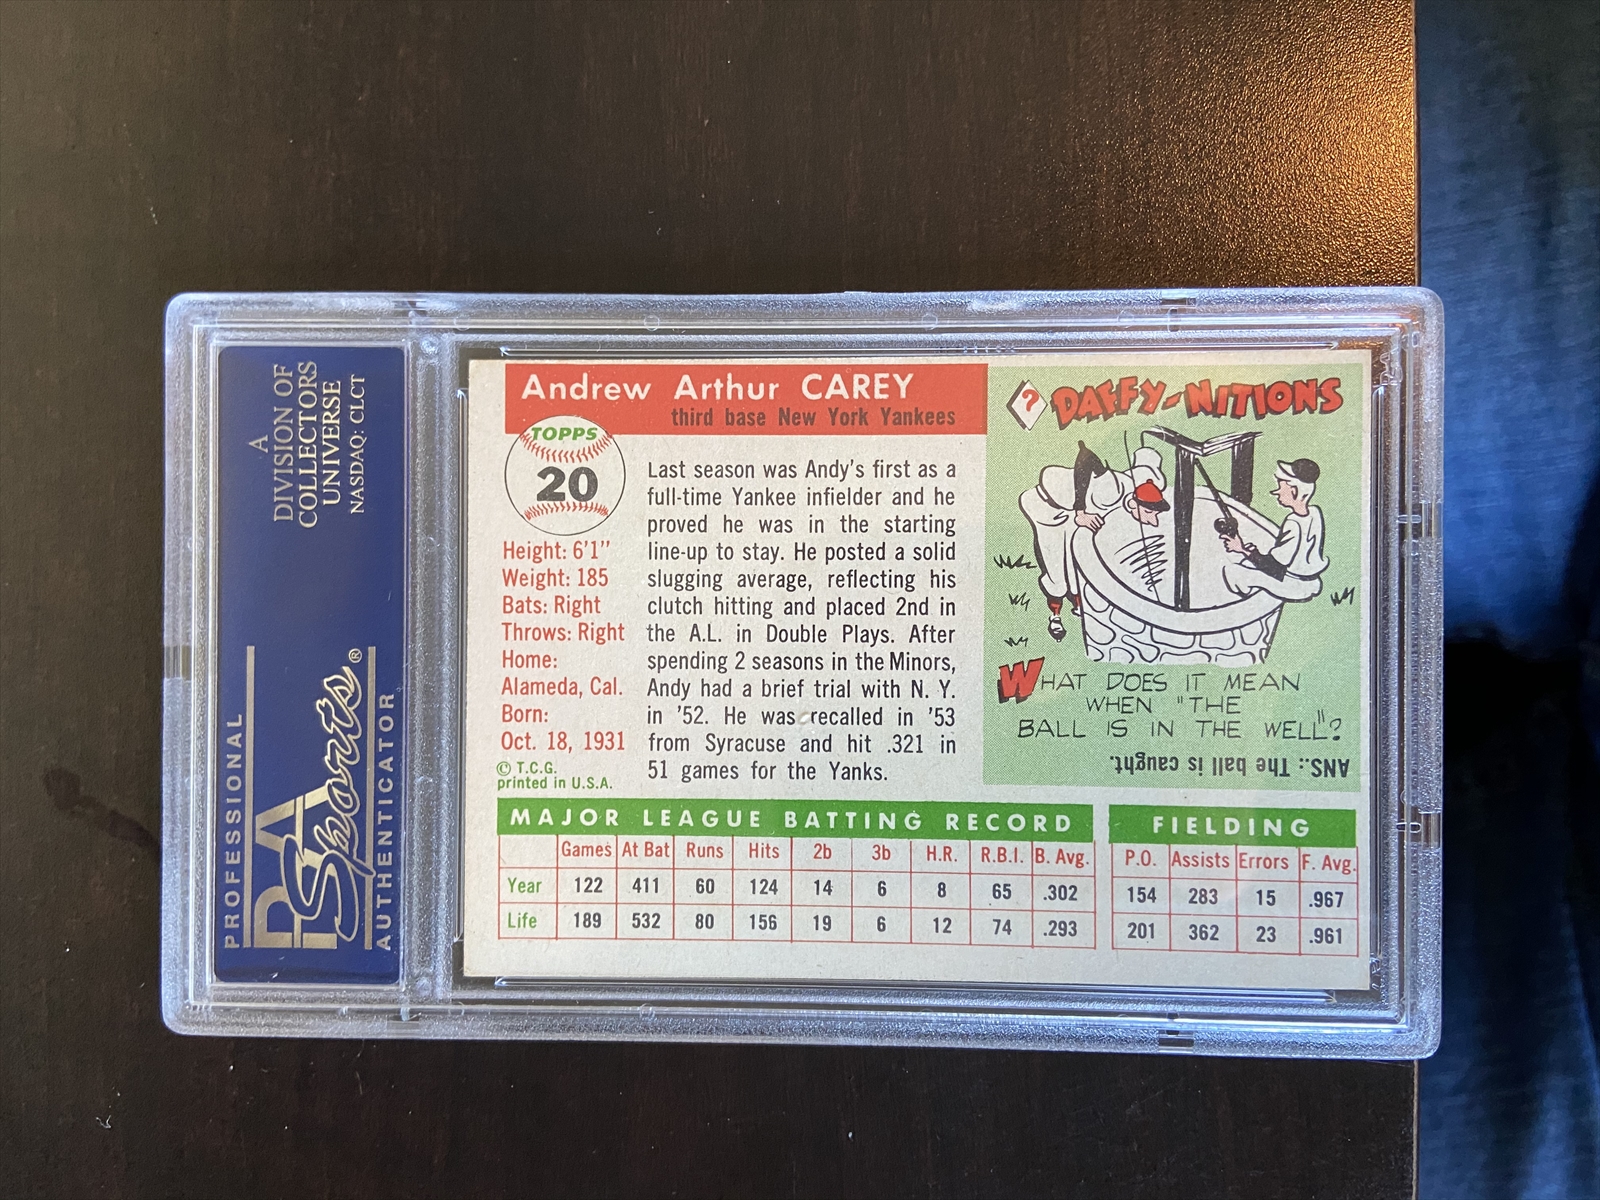 A
DIVISION OF
COLLECTORS
UNIVERSE
NASDAQ: CLCT
PROFESSIONAL
PSA
Sports®
AUTHENTICATOR
Andrew Arthur CAREY
third base New York Yankees
TOPPS
20
Height: 6'1"
Weight: 185
Bats: Right
Throws: Right
Home:
Alameda, Cal.
Born:
Oct. 18, 1931
© T.C.G.
printed in U.S.A.
Last season was Andy's first as a
full-time Yankee infielder and he
proved he was in the starting
line-up to stay. He posted a solid
slugging average, reflecting his
clutch hitting and placed 2nd in
the A.L. in Double Plays. After
spending 2 seasons in the Minors,
Andy had a brief trial with N. Y.
in '52. He was recalled in '53
from Syracuse and hit .321 in
51 games for the Yanks.
? DAFFY-NITIONS
WHAT DOES IT MEAN
WHEN "THE
BALL IS IN THE WELL"?
ANS.: The ball is caught.
MAJOR LEAGUE BATTING RECORD
Games At Bat Runs Hits 2b 3b H.R. R.B.I. B. Avg.
Year 122 411 60 124 14 6 8 65 .302
Life 189 532 80 156 19 6 12 74 .293
FIELDING
P.O. Assists Errors F. Avg.
154 283 15 .967
201 362 23 .961